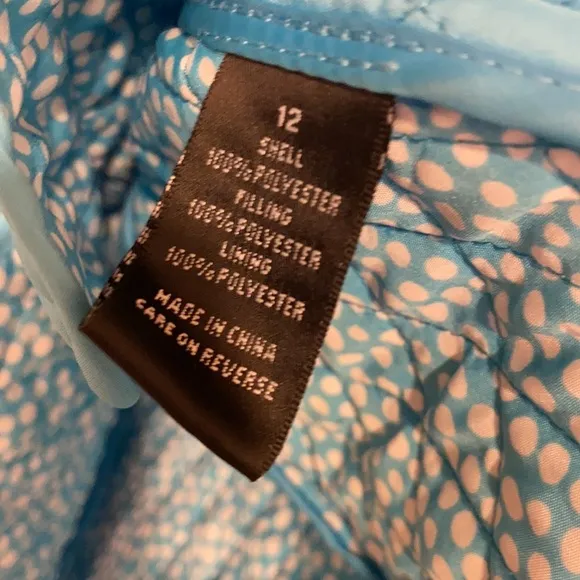 12
SHELL
100% POLYESTER
FILLING
100% POLYESTER
LINING
100% POLYESTER
MADE IN CHINA
CARE ON REVERSE